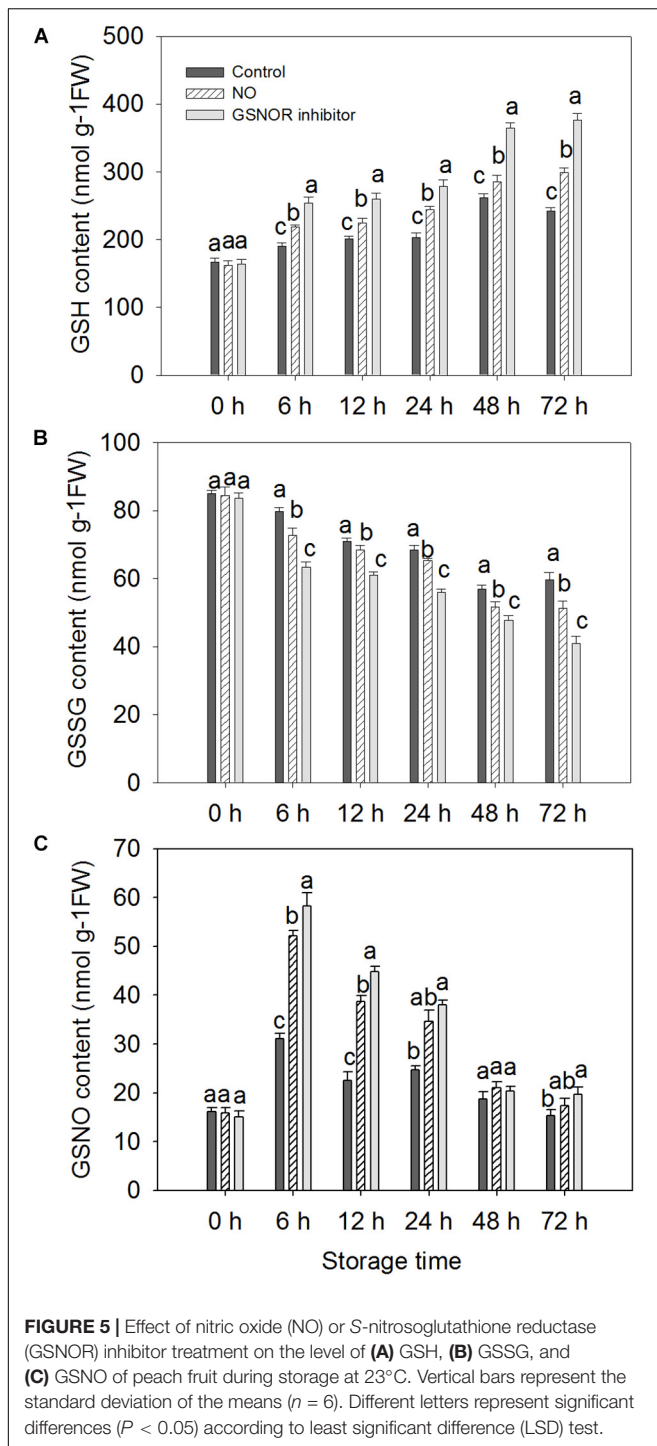 A
500
400
300
200
100
0
GSH content (nmol g-1FW)
Control
NO
GSNOR inhibitor
a a a
c b a
c b a
c b a
c b a
c b a
0 h 6 h 12 h 24 h 48 h 72 h
B
100
80
60
40
20
0
GSSG content (nmol g-1FW)
a a a
a b c
a b c
a b c
a b c
a b c
0 h 6 h 12 h 24 h 48 h 72 h
C
70
60
50
40
30
20
10
0
GSNO content (nmol g-1FW)
a a a
c b a
c b a
b ab a
a a a
b ab a
0 h 6 h 12 h 24 h 48 h 72 h
Storage time
FIGURE 5 | Effect of nitric oxide (NO) or S-nitrosoglutathione reductase
(GSNOR) inhibitor treatment on the level of (A) GSH, (B) GSSG, and
(C) GSNO of peach fruit during storage at 23°C. Vertical bars represent the
standard deviation of the means (n = 6). Different letters represent significant
differences (P < 0.05) according to least significant difference (LSD) test.